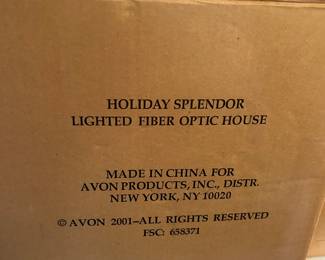 HOLIDAY SPLENDOR
LIGHTED FIBER OPTIC HOUSE
MADE IN CHINA FOR
AVON PRODUCTS, INC., DISTR.
NEW YORK, NY 10020
© AVON 2001–ALL RIGHTS RESERVED
FSC: 658371